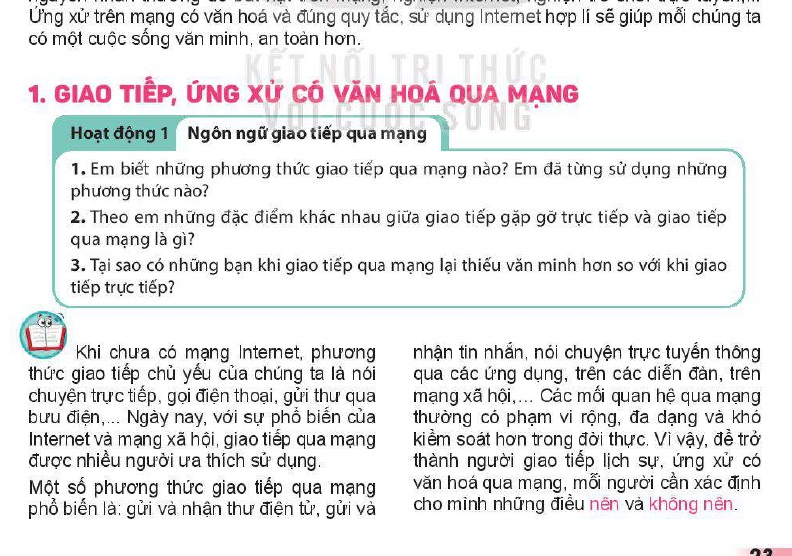 Ứng xử trên mạng có văn hoá và đúng quy tắc, sử dụng Internet hợp lí sẽ giúp mỗi chúng ta
có một cuộc sống văn minh, an toàn hơn.
KẾT NỐI TRI THỨC
VỚI CUỘC SỐNG
1. GIAO TIẾP, ỨNG XỬ CÓ VĂN HOÁ QUA MẠNG
Hoạt động 1 Ngôn ngữ giao tiếp qua mạng
1. Em biết những phương thức giao tiếp qua mạng nào? Em đã từng sử dụng những
phương thức nào?
2. Theo em những đặc điểm khác nhau giữa giao tiếp gặp gỡ trực tiếp và giao tiếp
qua mạng là gì?
3. Tại sao có những bạn khi giao tiếp qua mạng lại thiếu văn minh hơn so với khi giao
tiếp trực tiếp?
Khi chưa có mạng Internet, phương
thức giao tiếp chủ yếu của chúng ta là nói
chuyện trực tiếp, gọi điện thoại, gửi thư qua
bưu điện,... Ngày nay, với sự phổ biến của
Internet và mạng xã hội, giao tiếp qua mạng
được nhiều người ưa thích sử dụng.
Một số phương thức giao tiếp qua mạng
phổ biến là: gửi và nhận thư điện tử, gửi và
nhận tin nhắn, nói chuyện trực tuyến thông
qua các ứng dụng, trên các diễn đàn, trên
mạng xã hội,... Các mối quan hệ qua mạng
thường có phạm vi rộng, đa dạng và khó
kiểm soát hơn trong đời thực. Vì vậy, để trở
thành người giao tiếp lịch sự, ứng xử có
văn hoá qua mạng, mỗi người cần xác định
cho mình những điều nên và không nên.
23